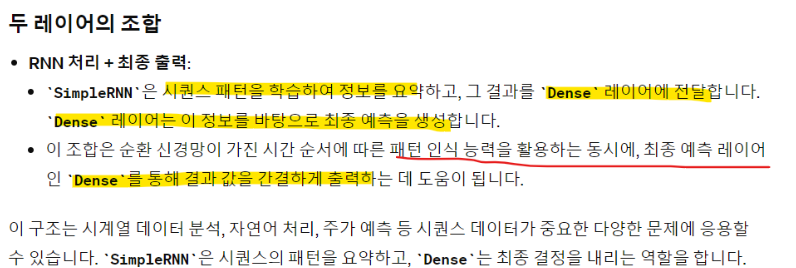 두 레이어의 조합
• RNN 처리 + 최종 출력:
• `SimpleRNN`은 시퀀스 패턴을 학습하여 정보를 요약하고, 그 결과를 `Dense` 레이어에 전달합니다.
`Dense` 레이어는 이 정보를 바탕으로 최종 예측을 생성합니다.
• 이 조합은 순환 신경망이 가진 시간 순서에 따른 패턴 인식 능력을 활용하는 동시에, 최종 예측 레이어
인 `Dense`를 통해 결과 값을 간결하게 출력하는 데 도움이 됩니다.
이 구조는 시계열 데이터 분석, 자연어 처리, 주가 예측 등 시퀀스 데이터가 중요한 다양한 문제에 응용할
수 있습니다. `SimpleRNN`은 시퀀스의 패턴을 요약하고, `Dense`는 최종 결정을 내리는 역할을 합니다.